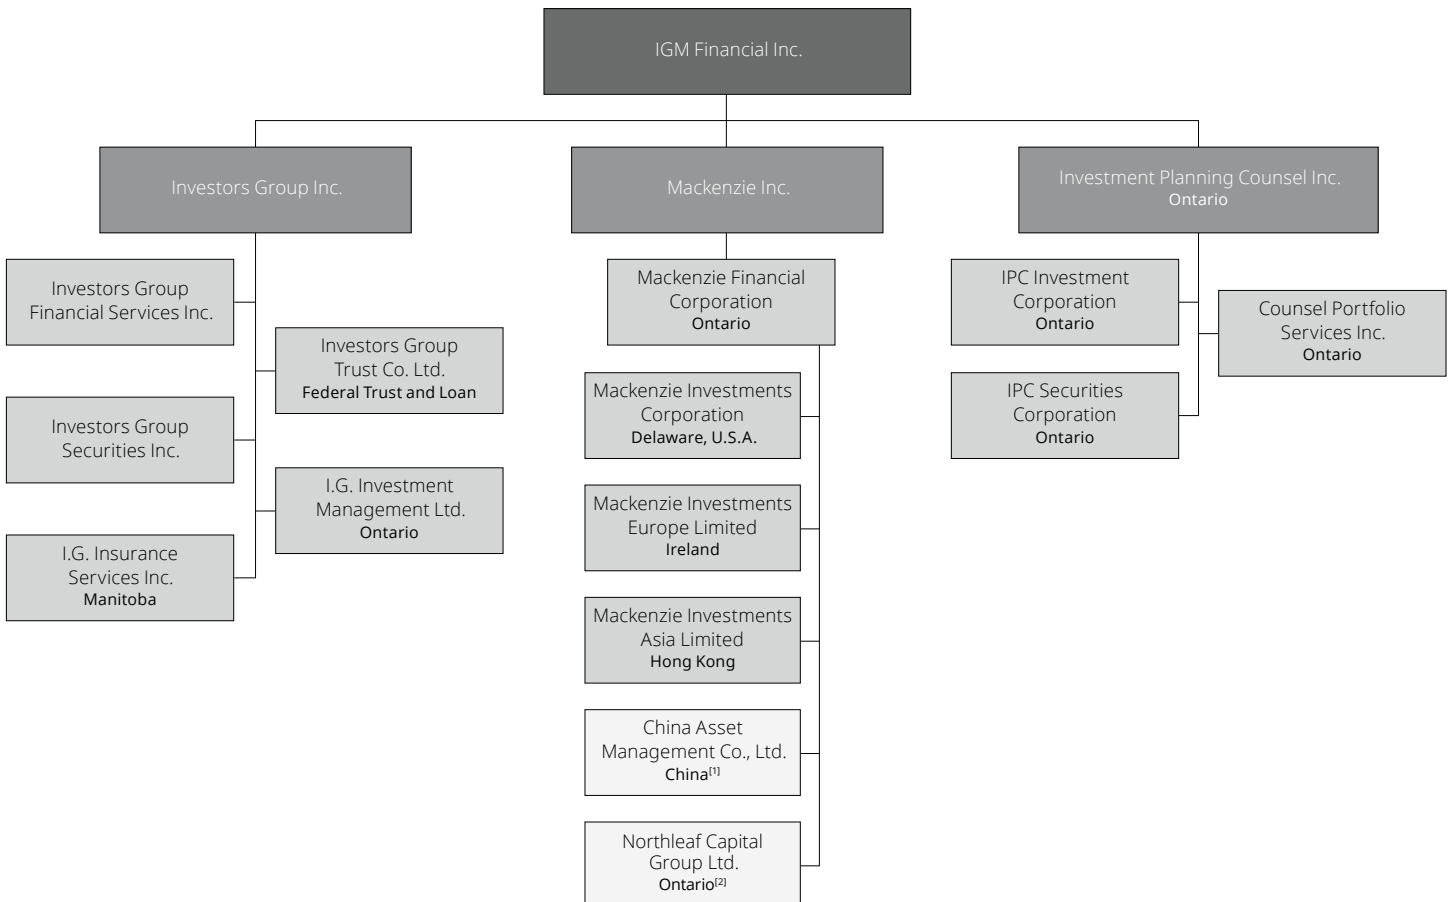 IGM Financial Inc.
Investors Group Inc.
Mackenzie Inc.
Investment Planning Counsel Inc.
Ontario
Investors Group
Financial Services Inc.
Investors Group
Trust Co. Ltd.
Federal Trust and Loan
Investors Group
Securities Inc.
I.G. Investment
Management Ltd.
Ontario
I.G. Insurance
Services Inc.
Manitoba
Mackenzie Financial
Corporation
Ontario
Mackenzie Investments
Corporation
Delaware, U.S.A.
Mackenzie Investments
Europe Limited
Ireland
Mackenzie Investments
Asia Limited
Hong Kong
China Asset
Management Co., Ltd.
China[1]
Northleaf Capital
Group Ltd.
Ontario[2]
IPC Investment
Corporation
Ontario
Counsel Portfolio
Services Inc.
Ontario
IPC Securities
Corporation
Ontario